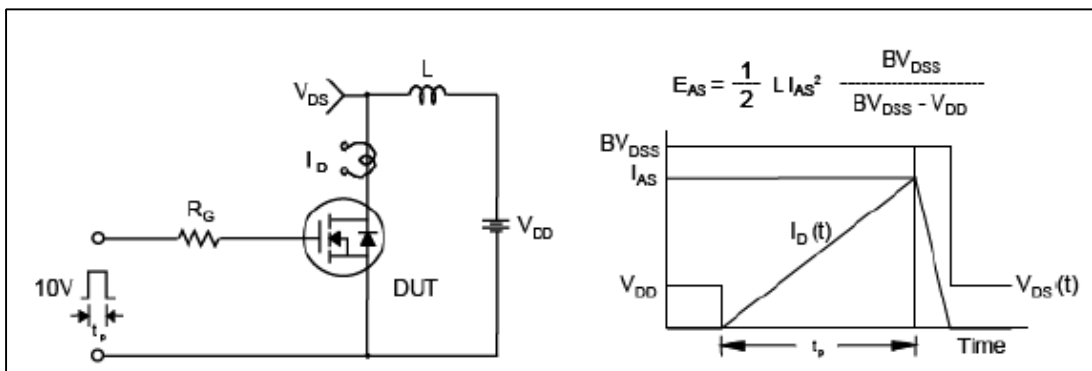 V_DS
L
I_D
R_G
V_DD
10V
t_p
DUT
E_AS = 1/2 L I_AS² BV_DSS / BV_DSS - V_DD
BV_DSS
I_AS
I_D (t)
V_DD
V_DS (t)
t_p
Time